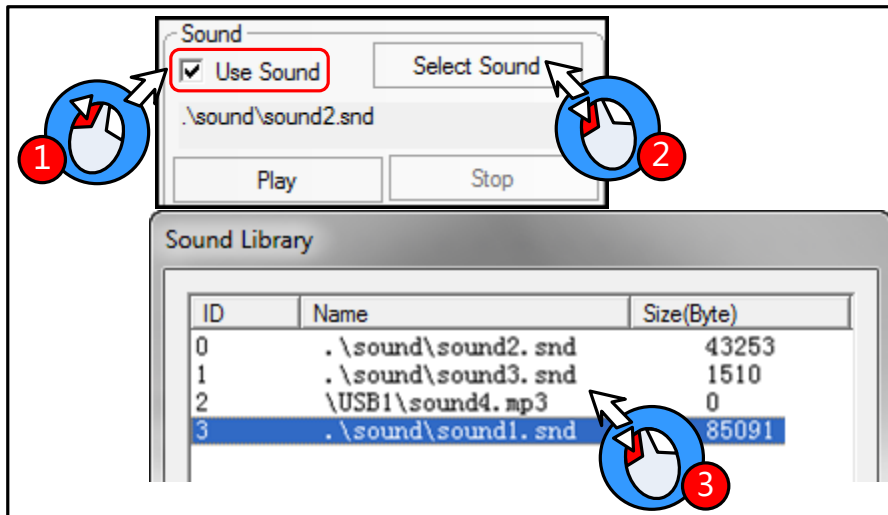 Sound
Use Sound
Select Sound
1
.\sound\sound2.snd
2
Play
Stop
Sound Library
ID Name Size(Byte)
0 .\sound\sound2.snd 43253
1 .\sound\sound3.snd 1510
2 \USB1\sound4.mp3 0
3 .\sound\sound1.snd 85091
3